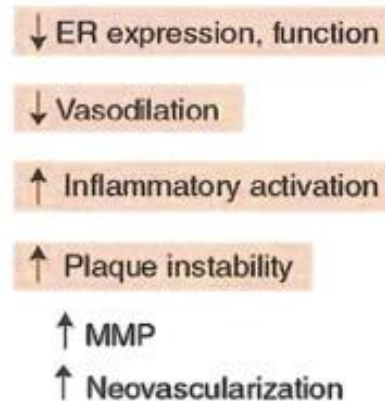 ↓ ER expression, function
↓ Vasodilation
↑ Inflammatory activation
↑ Plaque instability
↑ MMP
↑ Neovascularization